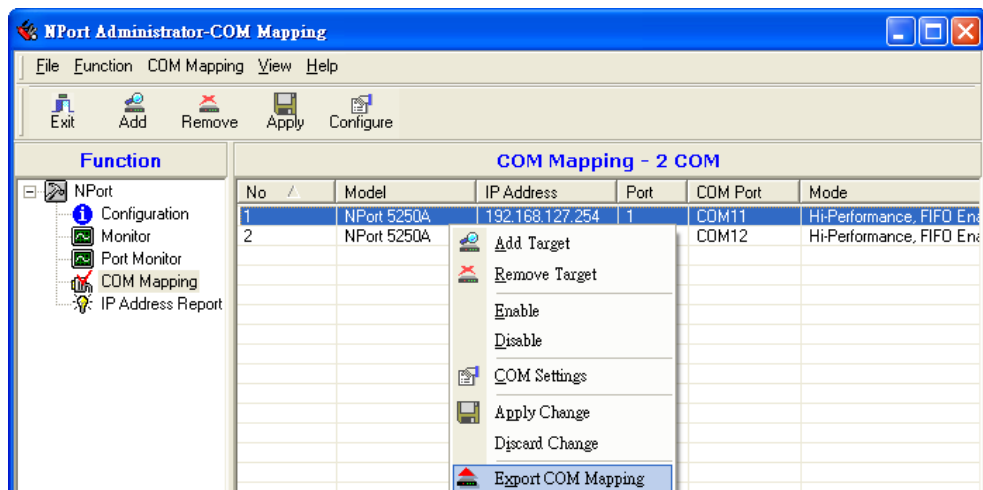 NPort Administrator-COM Mapping
File Function COM Mapping View Help
Exit Add Remove Apply Configure
Function
COM Mapping - 2 COM
NPort
Configuration
Monitor
Port Monitor
COM Mapping
IP Address Report
No Model IP Address Port COM Port Mode
1 NPort 5250A 192.168.127.254 1 COM11 Hi-Performance, FIFO Ena
2 NPort 5250A COM12 Hi-Performance, FIFO Ena
Add Target
Remove Target
Enable
Disable
COM Settings
Apply Change
Discard Change
Export COM Mapping